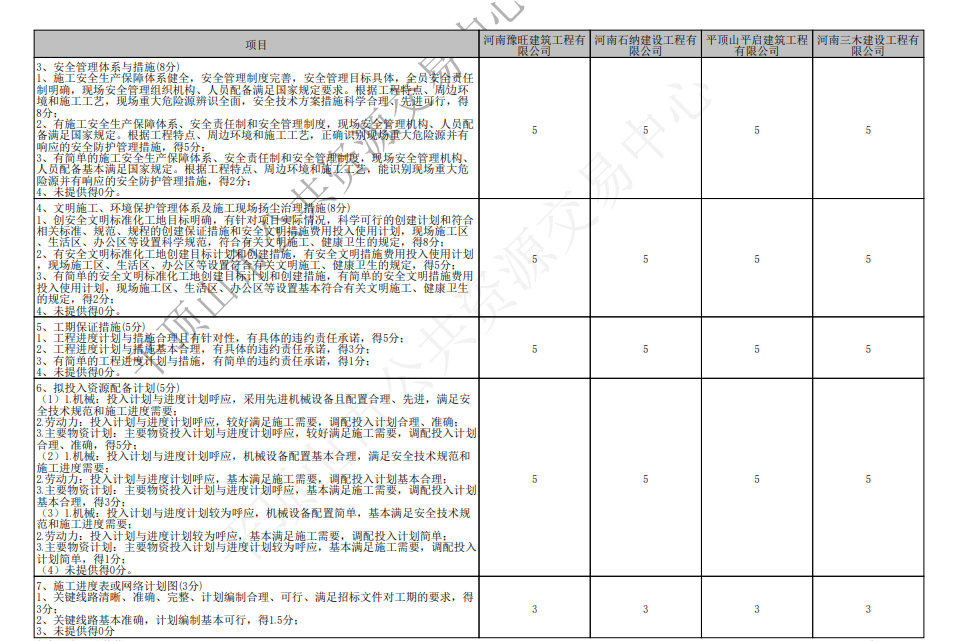 项目
河南豫旺建筑工程有限公司
河南石纳建设工程有限公司
平顶山平启建筑工程有限公司
河南三木建设工程有限公司
3、安全管理体系与措施(8分)
1、施工安全生产保障体系健全，安全管理制度完善，安全管理目标具体，全员安全责任
制明确，现场安全管理组织机构、人员配备满足国家规定要求。根据工程特点、周边环
境和施工工艺，现场重大危险源辨识全面，安全技术方案措施科学合理、先进可行，得
8分；
2、有施工安全生产保障体系、安全责任制和安全管理制度，现场安全管理机构、人员配
备满足国家规定。根据工程特点、周边环境和施工工艺，正确识别现场重大危险源并有
响应的安全防护管理措施，得5分；
3、有简单的施工安全生产保障体系、安全责任制和安全管理制度，现场安全管理机构、
人员配备基本满足国家规定。根据工程特点、周边环境和施工工艺，能识别现场重大危
险源并有响应的安全防护管理措施，得2分；
4、未提供得0分。
5
5
5
5
4、文明施工、环境保护管理体系及施工现场扬尘治理措施(8分)
1、创安全文明标准化工地目标明确，有针对项目实际情况，科学可行的创建计划和符合
相关标准、规范、规程的创建保证措施和安全文明措施费用投入使用计划，现场施工区
、生活区、办公区等设置科学规范，符合有关文明施工、健康卫生的规定，得8分；
2、有安全文明标准化工地创建目标计划和创建措施，有安全文明措施费用投入使用计划
，现场施工区、生活区、办公区等设置符合有关文明施工、健康卫生的规定，得5分；
3、有简单的安全文明标准化工地创建目标计划和创建措施，有简单的安全文明措施费用
投入使用计划，现场施工区、生活区、办公区等设置基本符合有关文明施工、健康卫生
的规定，得2分；
4、未提供得0分。
5
5
5
5
5、工期保证措施(5分)
1、工程进度计划与措施合理且有针对性，有具体的违约责任承诺，得5分；
2、工程进度计划与措施基本合理，有具体的违约责任承诺，得3分；
3、有简单的工程进度计划与措施，有简单的违约责任承诺，得1分；
4、未提供得0分。
5
5
5
5
6、拟投入资源配备计划(5分)
（1）1.机械：投入计划与进度计划呼应，采用先进机械设备且配置合理、先进，满足安
全技术规范和施工进度需要；
2.劳动力：投入计划与进度计划呼应，较好满足施工需要，调配投入计划合理、准确；
3.主要物资计划：主要物资投入计划与进度计划呼应，较好满足施工需要，调配投入计划
合理、准确，得5分；
（2）1.机械：投入计划与进度计划呼应，机械设备配置基本合理，满足安全技术规范和
施工进度需要；
2.劳动力：投入计划与进度计划呼应，基本满足施工需要，调配投入计划基本合理；
3.主要物资计划：主要物资投入计划与进度计划呼应，基本满足施工需要，调配投入计划
基本合理，得3分；
（3）1.机械：投入计划与进度计划较为呼应，机械设备配置简单，基本满足安全技术规
范和施工进度需要；
2.劳动力：投入计划与进度计划较为呼应，基本满足施工需要，调配投入计划简单；
3.主要物资计划：主要物资投入计划与进度计划较为呼应，基本满足施工需要，调配投入
计划简单，得1分；
（4）未提供得0分。
5
5
5
5
7、施工进度表或网络计划图(3分)
1、关键线路清晰、准确、完整、计划编制合理、可行、满足招标文件对工期的要求，得
3分；
2、关键线路基本准确，计划编制基本可行，得1.5分；
3、未提供得0分
3
3
3
3
平顶山市公共资源交易中心
平顶山市公共资源交易中心